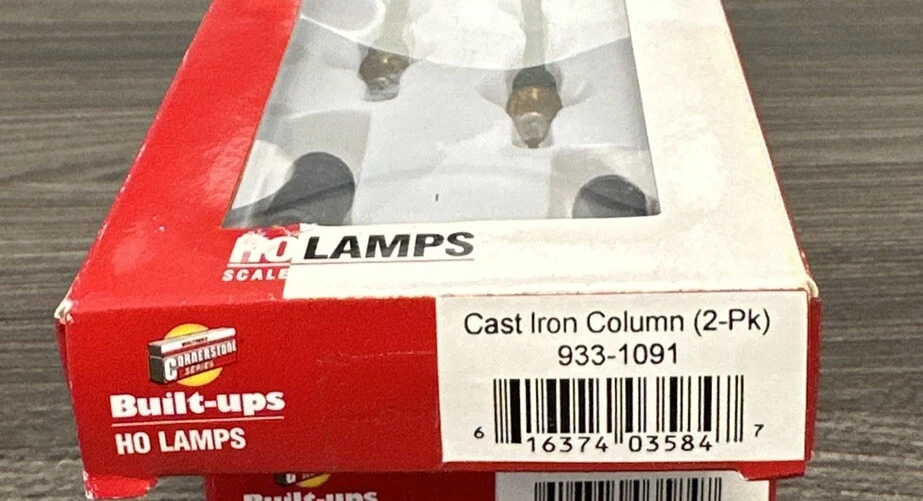 HO LAMPS
SCALE
WALTHERS
CORNERSTONE
SERIES
Built-ups
HO LAMPS
Cast Iron Column (2-Pk)
933-1091
6 16374 03584 7
Built-ups